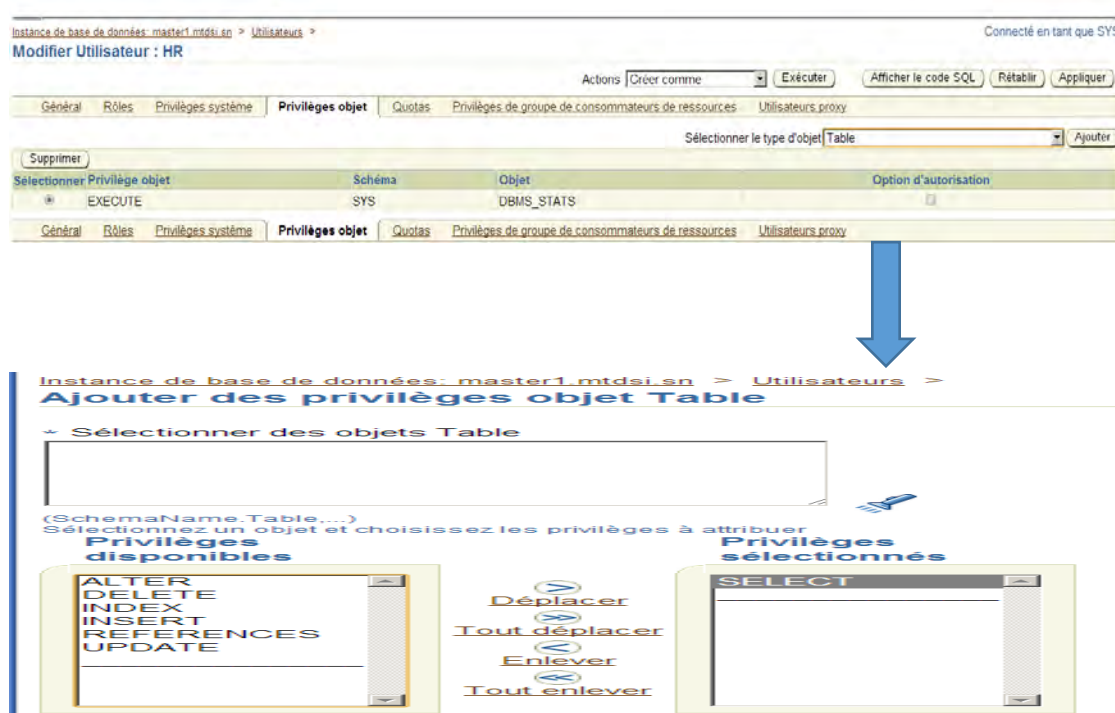 Instance de base de données: master1.mtdsi.sn > Utilisateurs >
Connecté en tant que SYS
Modifier Utilisateur : HR
Actions Créer comme Exécuter Afficher le code SQL Rétablir Appliquer
Général Rôles Privilèges système Privilèges objet Quotas Privilèges de groupe de consommateurs de ressources Utilisateurs proxy
Sélectionner le type d'objet Table Ajouter
Supprimer
Sélectionner Privilège objet Schéma Objet Option d'autorisation
EXECUTE SYS DBMS_STATS
Général Rôles Privilèges système Privilèges objet Quotas Privilèges de groupe de consommateurs de ressources Utilisateurs proxy
Instance de base de données: master1.mtdsi.sn > Utilisateurs >
Ajouter des privilèges objet Table
* Sélectionner des objets Table
(SchemaName.Table,...)
Sélectionnez un objet et choisissez les privilèges à attribuer
Privilèges disponibles
Privilèges sélectionnés
ALTER
DELETE
INDEX
INSERT
REFERENCES
UPDATE
Déplacer
Tout déplacer
Enlever
Tout enlever
SELECT